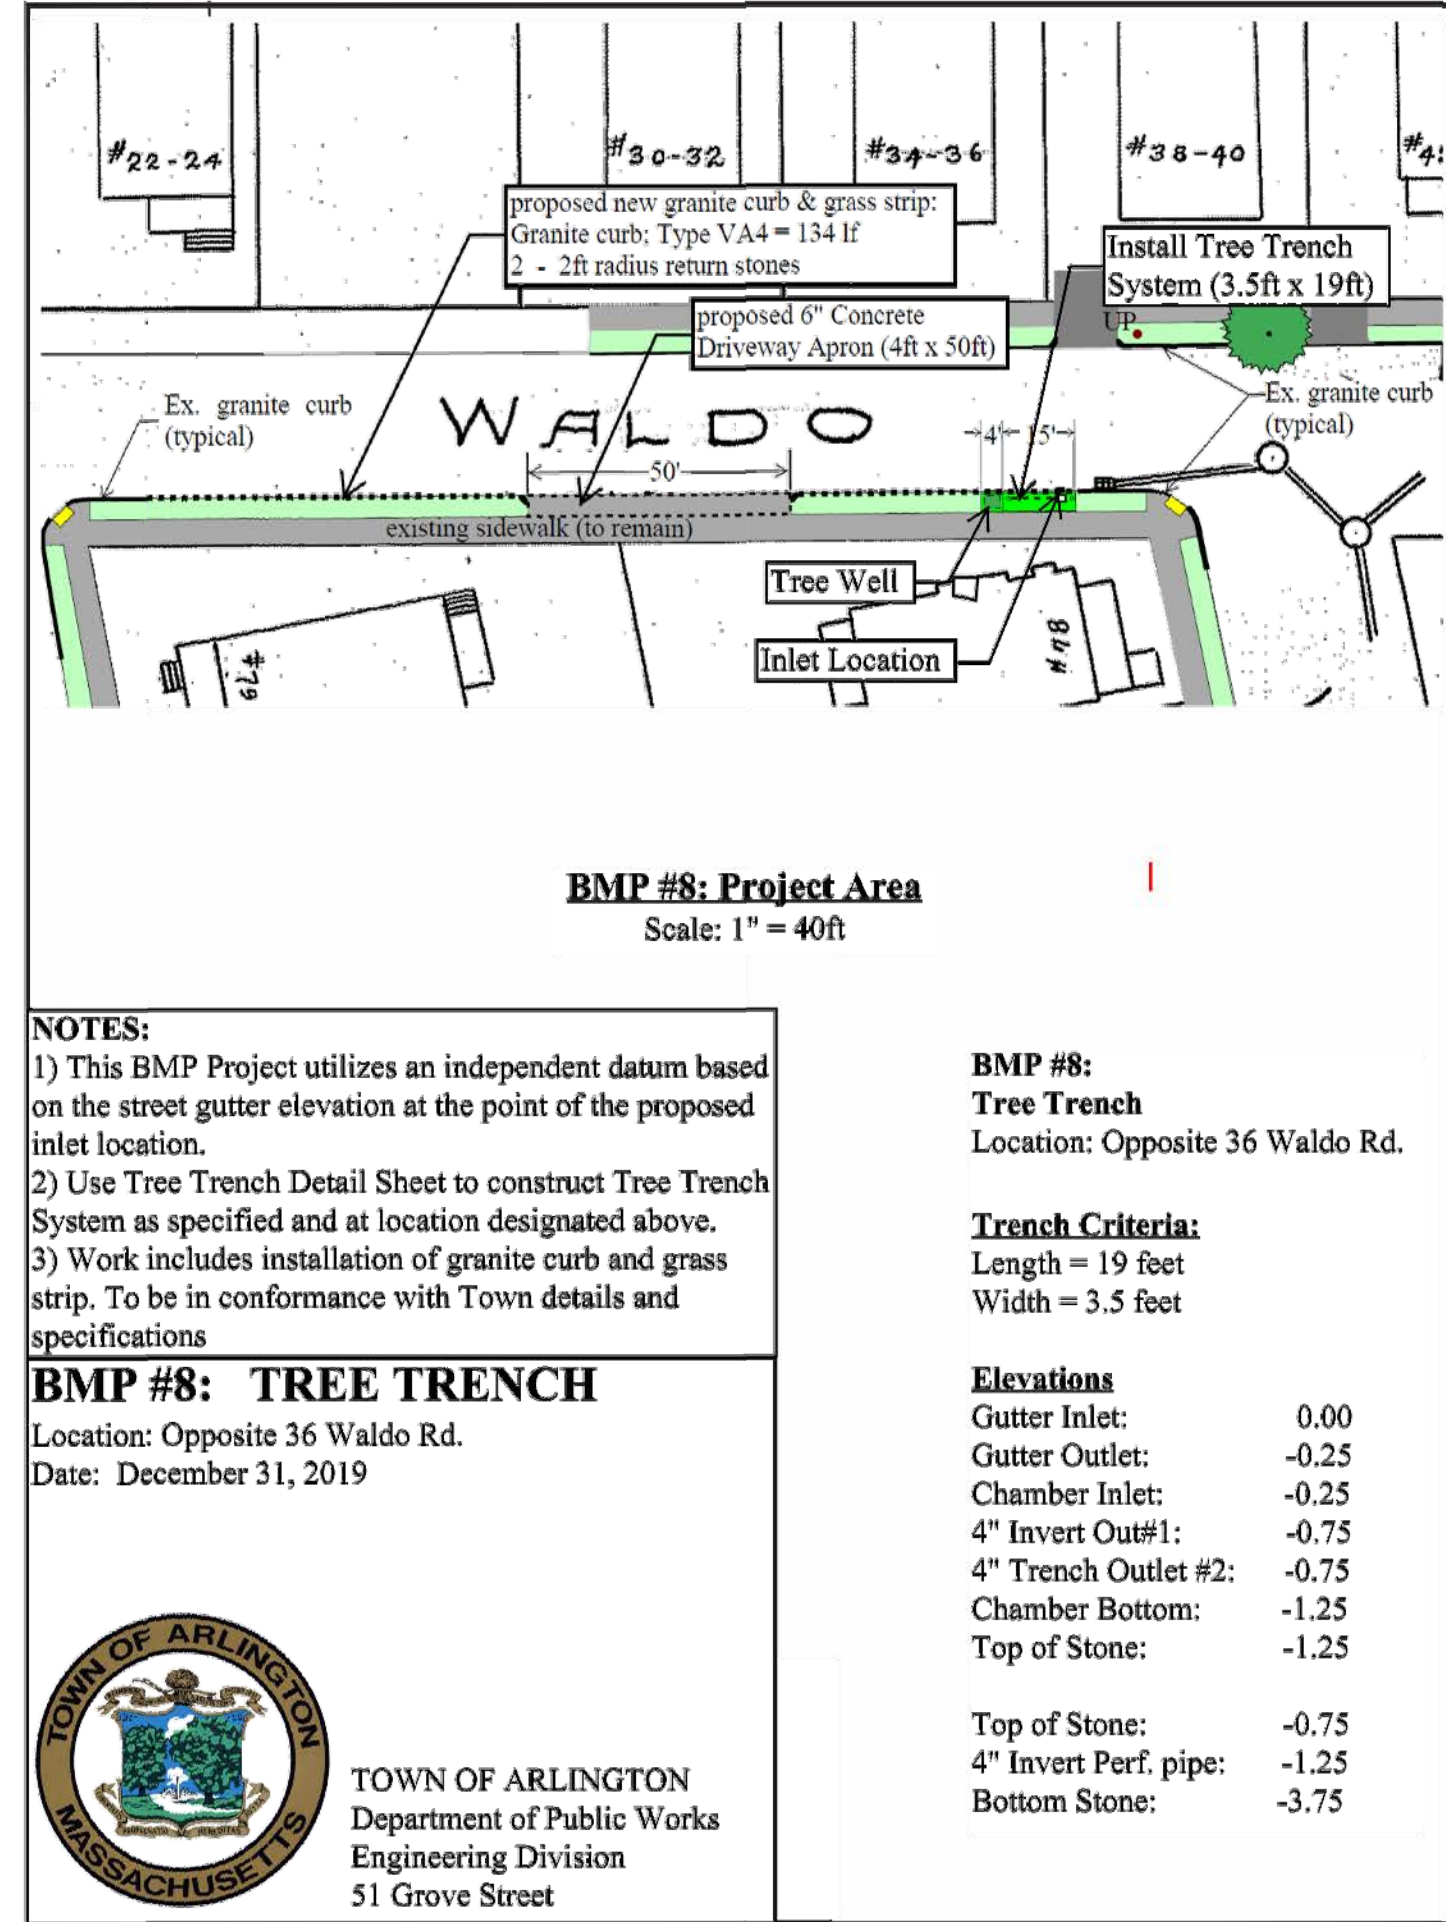 #22-24
#30-32
#34-36
#38-40
proposed new granite curb & grass strip:
Granite curb; Type VA4 = 134 lf
2 - 2ft radius return stones
Install Tree Trench
System (3.5ft x 19ft)
proposed 6" Concrete
Driveway Apron (4ft x 50ft)
UP
Ex. granite curb
(typical)
WALDO
Ex. granite curb
(typical)
4'
15'
50'
existing sidewalk (to remain)
Tree Well
Inlet Location
#79
#78
BMP #8: Project Area
Scale: 1" = 40ft
NOTES:
1) This BMP Project utilizes an independent datum based
on the street gutter elevation at the point of the proposed
inlet location.
2) Use Tree Trench Detail Sheet to construct Tree Trench
System as specified and at location designated above.
3) Work includes installation of granite curb and grass
strip. To be in conformance with Town details and
specifications
BMP #8: TREE TRENCH
Location: Opposite 36 Waldo Rd.
Date: December 31, 2019
TOWN OF ARLINGTON
MASSACHUSETTS
TOWN OF ARLINGTON
Department of Public Works
Engineering Division
51 Grove Street
BMP #8:
Tree Trench
Location: Opposite 36 Waldo Rd.
Trench Criteria:
Length = 19 feet
Width = 3.5 feet
Elevations
Gutter Inlet: 0.00
Gutter Outlet: -0.25
Chamber Inlet: -0.25
4" Invert Out#1: -0.75
4" Trench Outlet #2: -0.75
Chamber Bottom: -1.25
Top of Stone: -1.25
Top of Stone: -0.75
4" Invert Perf. pipe: -1.25
Bottom Stone: -3.75